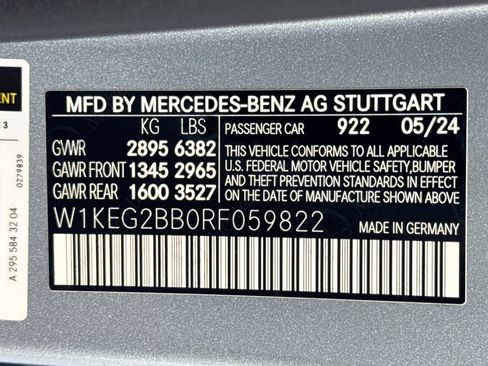 MFD BY MERCEDES-BENZ AG STUTTGART
KG LBS
PASSENGER CAR 922 05/24
GVWR 2895 6382
GAWR FRONT 1345 2965
GAWR REAR 1600 3527
THIS VEHICLE CONFORMS TO ALL APPLICABLE
U.S. FEDERAL MOTOR VEHICLE SAFETY, BUMPER,
AND THEFT PREVENTION STANDARDS IN EFFECT
ON THE DATE OF MANUFACTURE SHOWN ABOVE.
W1KEG2BB0RF059822
MADE IN GERMANY
ENT
3
0279839
A 295 584 32 04